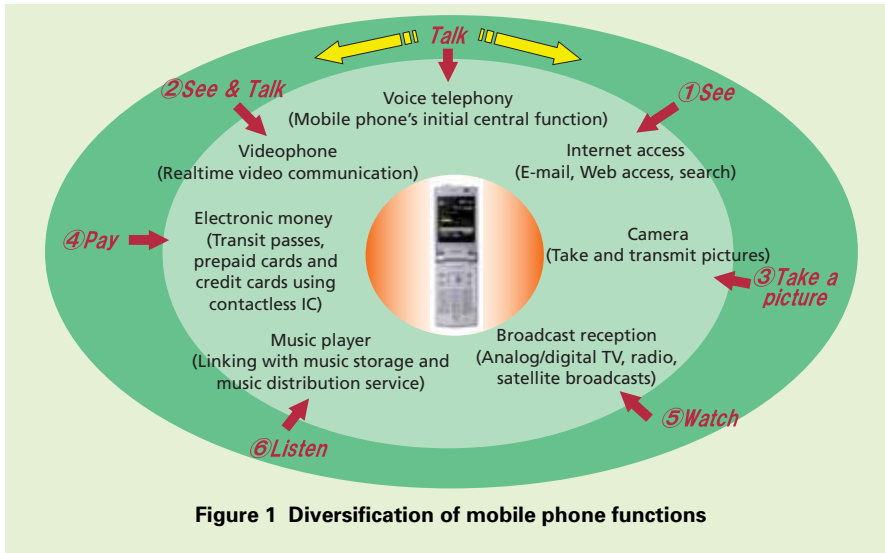 Talk
②See & Talk
①See
Voice telephony
(Mobile phone's initial central function)
Videophone
(Realtime video communication)
Internet access
(E-mail, Web access, search)
④Pay
Electronic money
(Transit passes,
prepaid cards and
credit cards using
contactless IC)
Camera
(Take and transmit pictures)
③Take a
picture
Music player
(Linking with music storage and
music distribution service)
Broadcast reception
(Analog/digital TV, radio,
satellite broadcasts)
⑤Watch
⑥Listen
Figure 1 Diversification of mobile phone functions